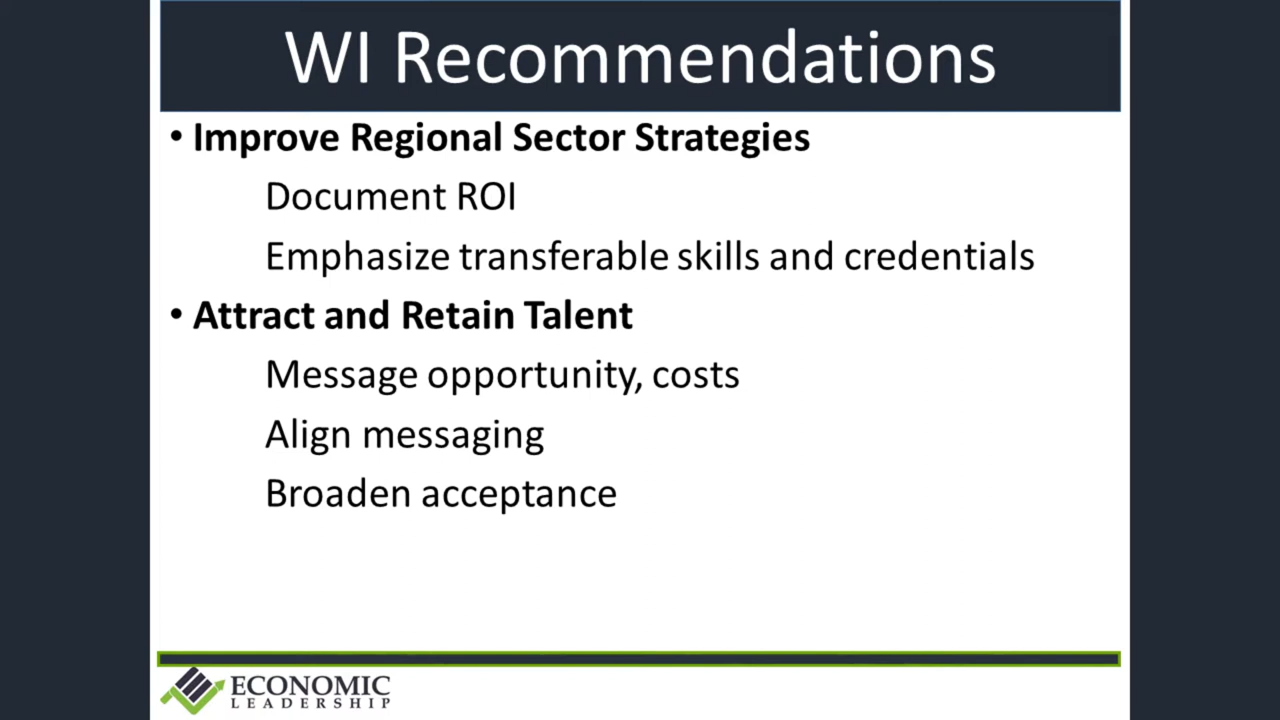 WI Recommendations
• Improve Regional Sector Strategies
Document ROI
Emphasize transferable skills and credentials
• Attract and Retain Talent
Message opportunity, costs
Align messaging
Broaden acceptance
ECONOMIC
LEADERSHIP